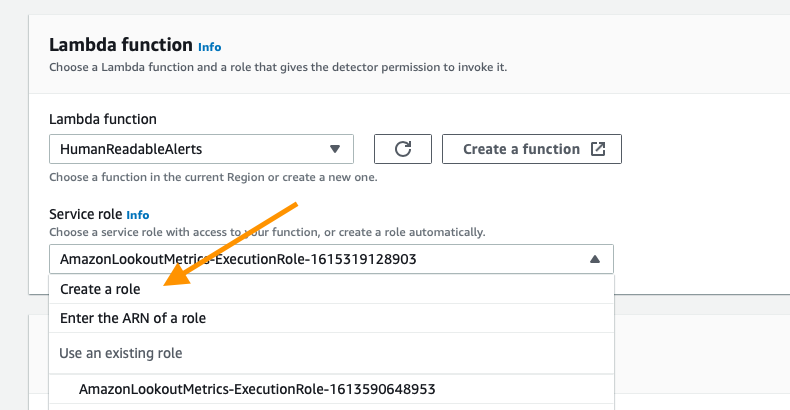 Lambda function Info
Choose a Lambda function and a role that gives the detector permission to invoke it.
Lambda function
HumanReadableAlerts
Create a function
Choose a function in the current Region or create a new one.
Service role Info
Choose a service role with access to your function, or create a role automatically.
AmazonLookoutMetrics-ExecutionRole-1615319128903
Create a role
Enter the ARN of a role
Use an existing role
AmazonLookoutMetrics-ExecutionRole-1613590648953